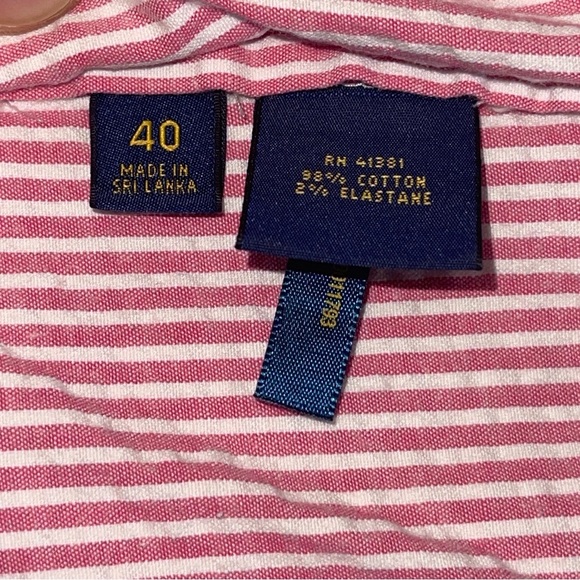 40
MADE IN
SRI LANKA
RN 41381
98% COTTON
2% ELASTANE